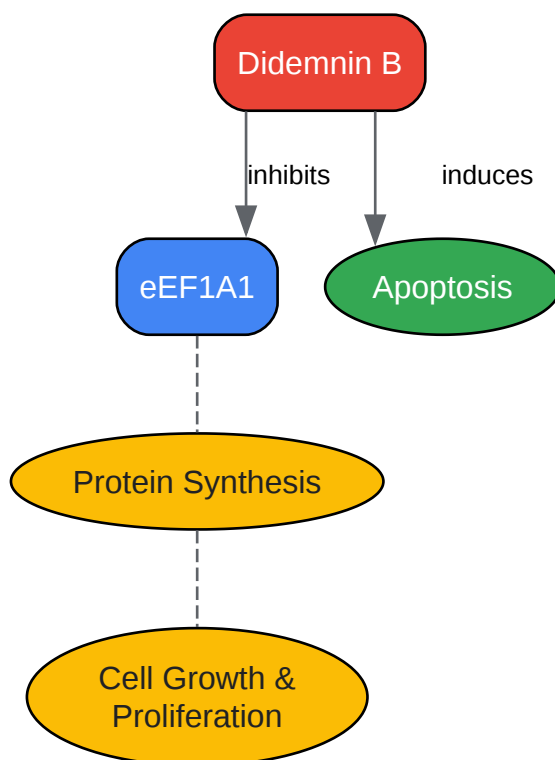 Didemnin B
inhibits
induces
eEF1A1
Apoptosis
Protein Synthesis
Cell Growth &
Proliferation